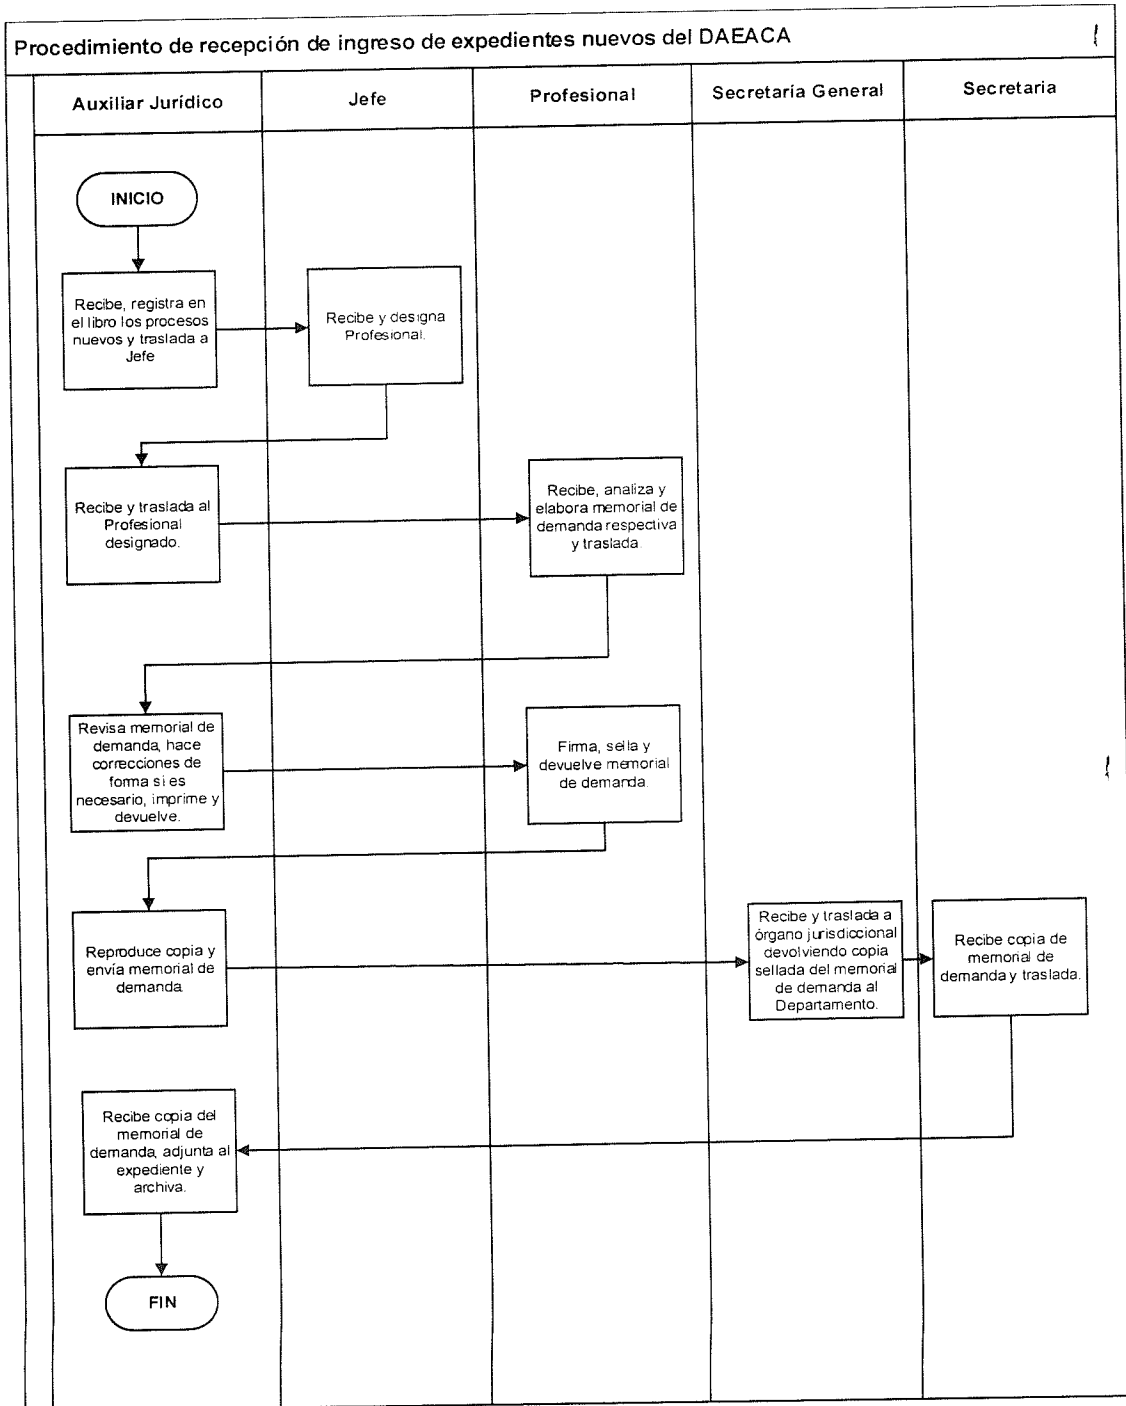 Procedimiento de recepción de ingreso de expedientes nuevos del DAEACA
Auxiliar Jurídico
Jefe
Profesional
Secretaría General
Secretaria
INICIO
Recibe, registra en
el libro los procesos
nuevos y traslada a
Jefe
Recibe y designa
Profesional.
Recibe y traslada al
Profesional
designado.
Recibe, analiza y
elabora memorial de
demanda respectiva
y traslada.
Revisa memorial de
demanda, hace
correcciones de
forma si es
necesario, imprime y
devuelve.
Firma, sella y
devuelve memorial
de demanda.
Reproduce copia y
envía memorial de
demanda.
Recibe y traslada a
órgano jurisdiccional
devolviendo copia
sellada del memorial
de demanda al
Departamento.
Recibe copia de
memorial de
demanda y traslada.
Recibe copia del
memorial de
demanda, adjunta al
expediente y
archiva.
FIN